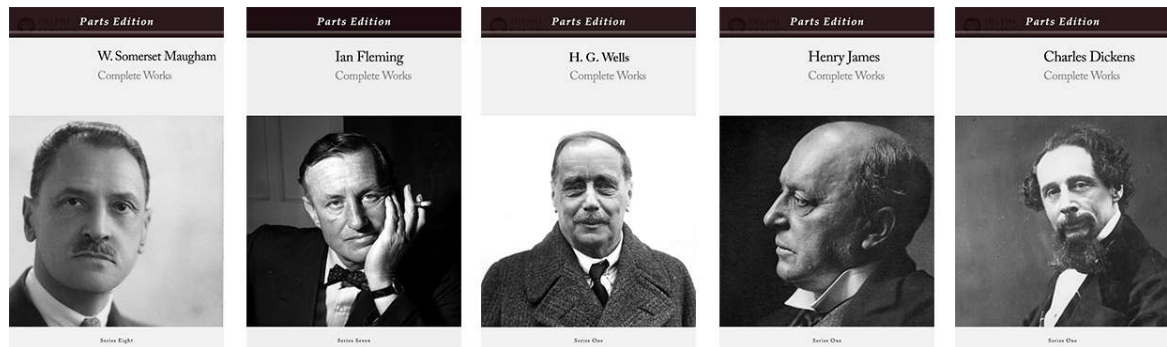 Parts Edition
W. Somerset Maugham
Complete Works
Series Eight
Parts Edition
Ian Fleming
Complete Works
Series Seven
Parts Edition
H. G. Wells
Complete Works
Series One
Parts Edition
Henry James
Complete Works
Series One
Parts Edition
Charles Dickens
Complete Works
Series One